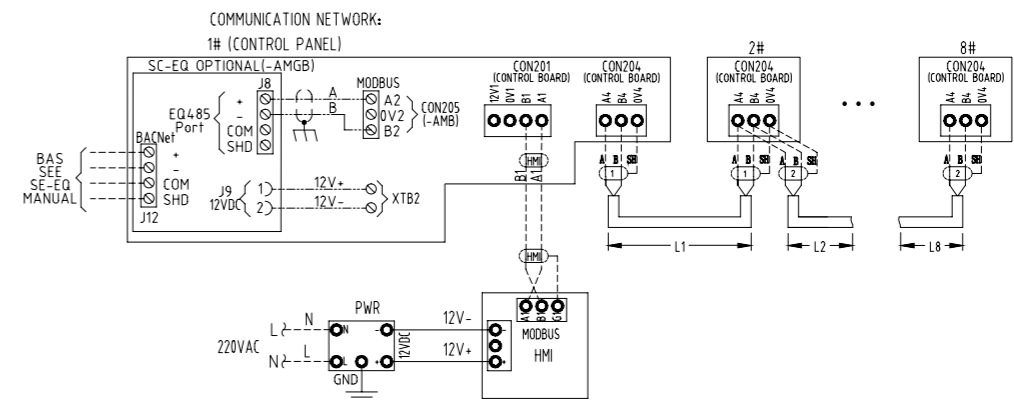 COMMUNICATION NETWORK:
1# (CONTROL PANEL)
SC-EQ OPTIONAL(-AMGB)
J8
EQ485
Port
+
-
COM
SHD
A
B
MODBUS
A2
0V2
B2
CON205
(-AMB)
BACNet
+
-
COM
SHD
J12
BAS
SEE
SE-EQ
MANUAL
J9
12VDC
1
2
12V+
12V-
XTB2
CON201
(CONTROL BOARD)
12V1
0V1
B1
A1
HMI
B1
A1
HMI
CON204
(CONTROL BOARD)
A4
B4
0V4
A
B
SH
1
2#
CON204
(CONTROL BOARD)
A4
B4
0V4
A
B
SH
A
B
SH
1
2
...
8#
CON204
(CONTROL BOARD)
A4
B4
0V4
A
B
SH
2
L1
L2
L8
220VAC
L
N
N
L
PWR
N
L
-
+
12VDC
GND
12V-
12V+
-
+
A1
B1
G1
MODBUS
HMI